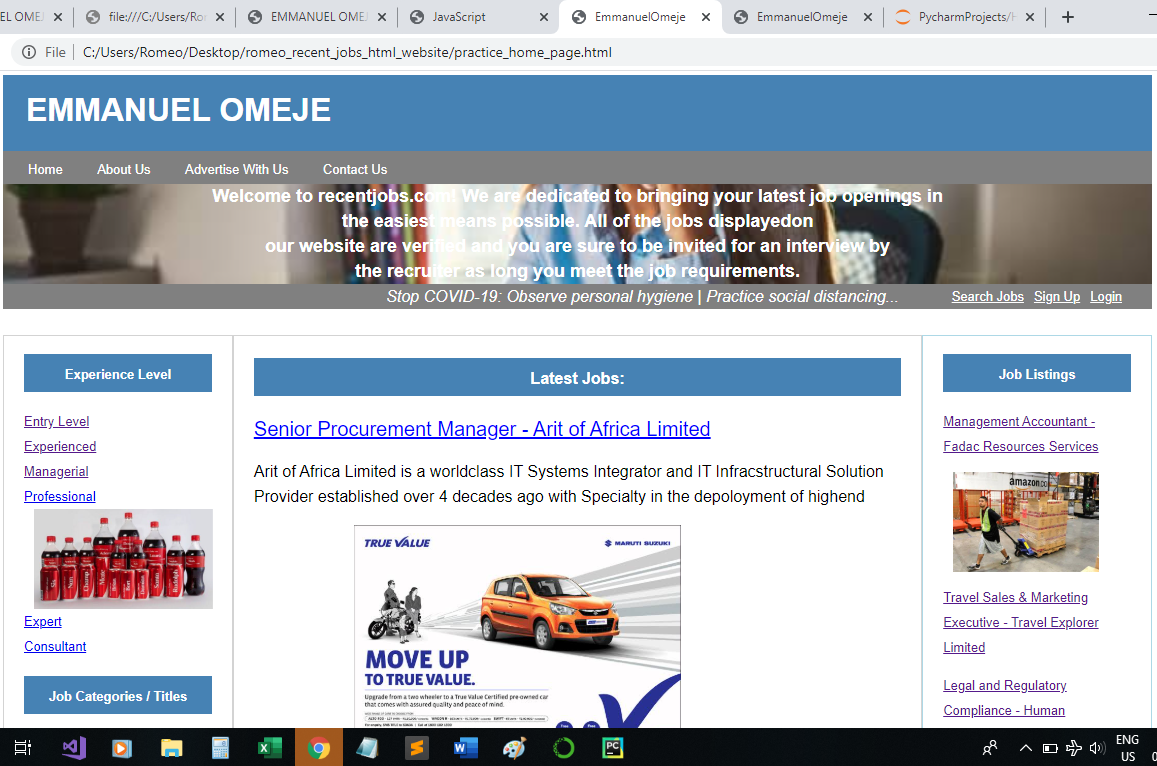 EL OMEJ
file:///C:/Users/Ro
EMMANUEL OME
JavaScript
EmmanuelOmeje
EmmanuelOmeje
PycharmProjects/
File
C:/Users/Romeo/Desktop/romeo_recent_jobs_html_website/practice_home_page.html
EMMANUEL OMEJE
Home About Us Advertise With Us Contact Us
Welcome to recentjobs.com! We are dedicated to bringing your latest job openings in
the easiest means possible. All of the jobs displayedon
our website are verified and you are sure to be invited for an interview by
the recruiter as long you meet the job requirements.
Stop COVID-19: Observe personal hygiene | Practice social distancing...
Search Jobs Sign Up Login
Experience Level
Entry Level
Experienced
Managerial
Professional
Expert
Consultant
Job Categories / Titles
Latest Jobs:
Senior Procurement Manager - Arit of Africa Limited
Arit of Africa Limited is a worldclass IT Systems Integrator and IT Infracstructural Solution
Provider established over 4 decades ago with Specialty in the depoloyment of highend
TRUE VALUE
MARUTI SUZUKI
MOVE UP
TO TRUE VALUE.
Upgrade from a two wheeler to a True Value Certified pre owned car
that comes with assured quality and peace of mind.
Job Listings
Management Accountant -
Fadac Resources Services
amazon.co
Travel Sales & Marketing
Executive - Travel Explorer
Limited
Legal and Regulatory
Compliance - Human
ENG
US